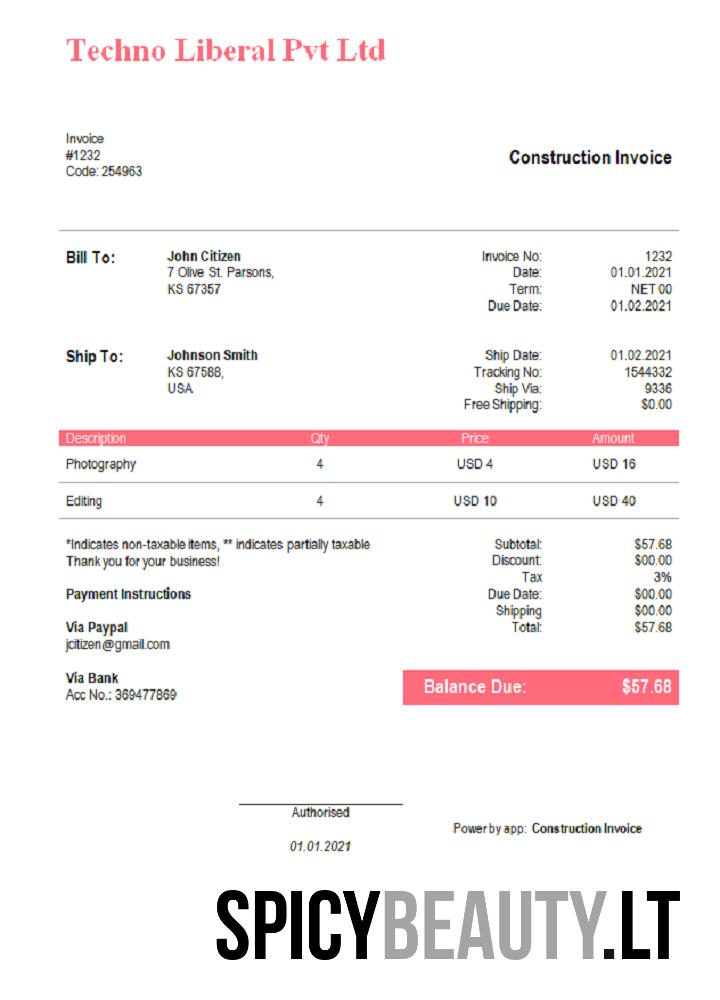 Techno Liberal Pvt Ltd
Invoice
#1232
Code: 254963
Construction Invoice
Bill To:
John Citizen
7 Olive St. Parsons,
KS 67357
Invoice No: 1232
Date: 01.01.2021
Term: NET 00
Due Date: 01.02.2021
Ship To:
Johnson Smith
KS 67588,
USA
Ship Date: 01.02.2021
Tracking No: 1544332
Ship Via: 9336
Free Shipping: $0.00
Description Qty Price Amount
Photography 4 USD 4 USD 16
Editing 4 USD 10 USD 40
*Indicates non-taxable items, ** indicates partially taxable
Thank you for your business!
Payment Instructions
Via Paypal
jcitizen@gmail.com
Via Bank
Acc No.: 369477869
Subtotal: $57.68
Discount: $00.00
Tax 3%
Due Date: $00.00
Shipping $00.00
Total: $57.68
Balance Due: $57.68
Authorised
01.01.2021
Power by app: Construction Invoice
SPICYBEAUTY.LT